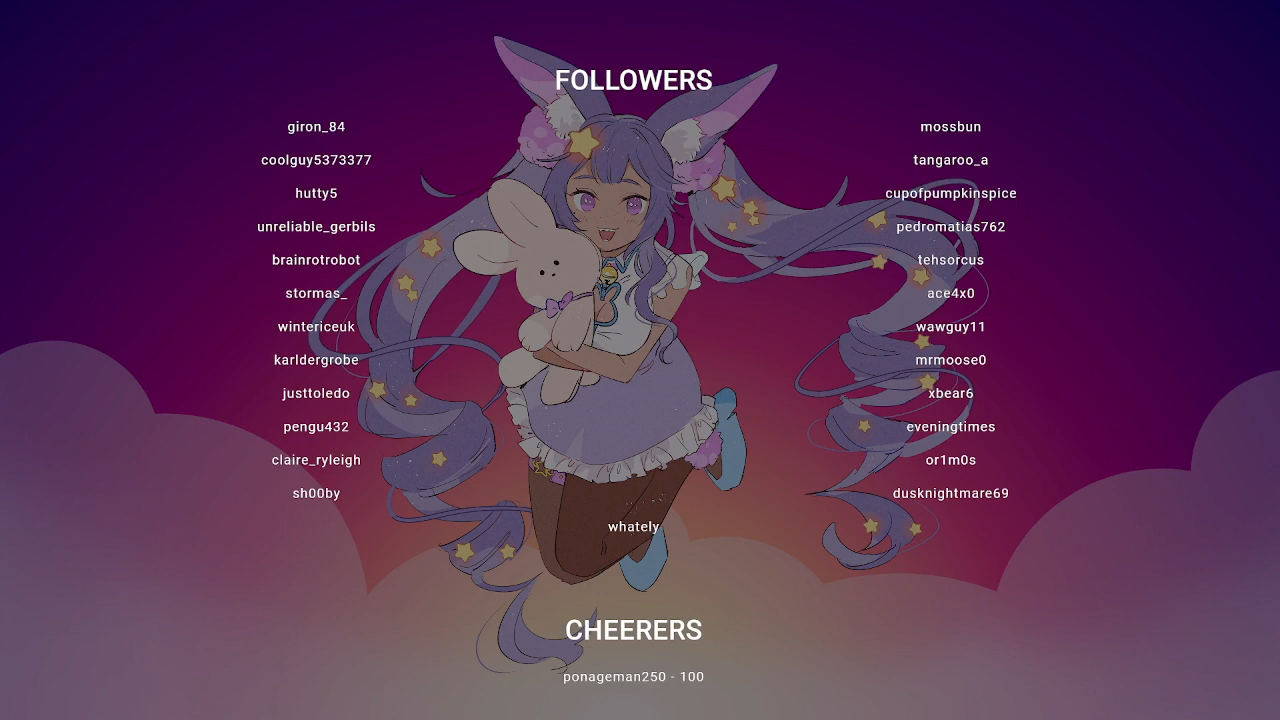 FOLLOWERS
giron_84 mossbun
coolguy5373377 tangaroo_a
hutty5 cupofpumpkinspice
unreliable_gerbils pedromatias762
brainrotrobot tehsorcus
stormas_ ace4x0
wintericeuk wawguy11
karldergrobe mrmoose0
justtoledo xbear6
pengu432 eveningtimes
claire_ryleigh or1m0s
sh00by dusknightmare69
whately
CHEERERS
ponageman250 - 100